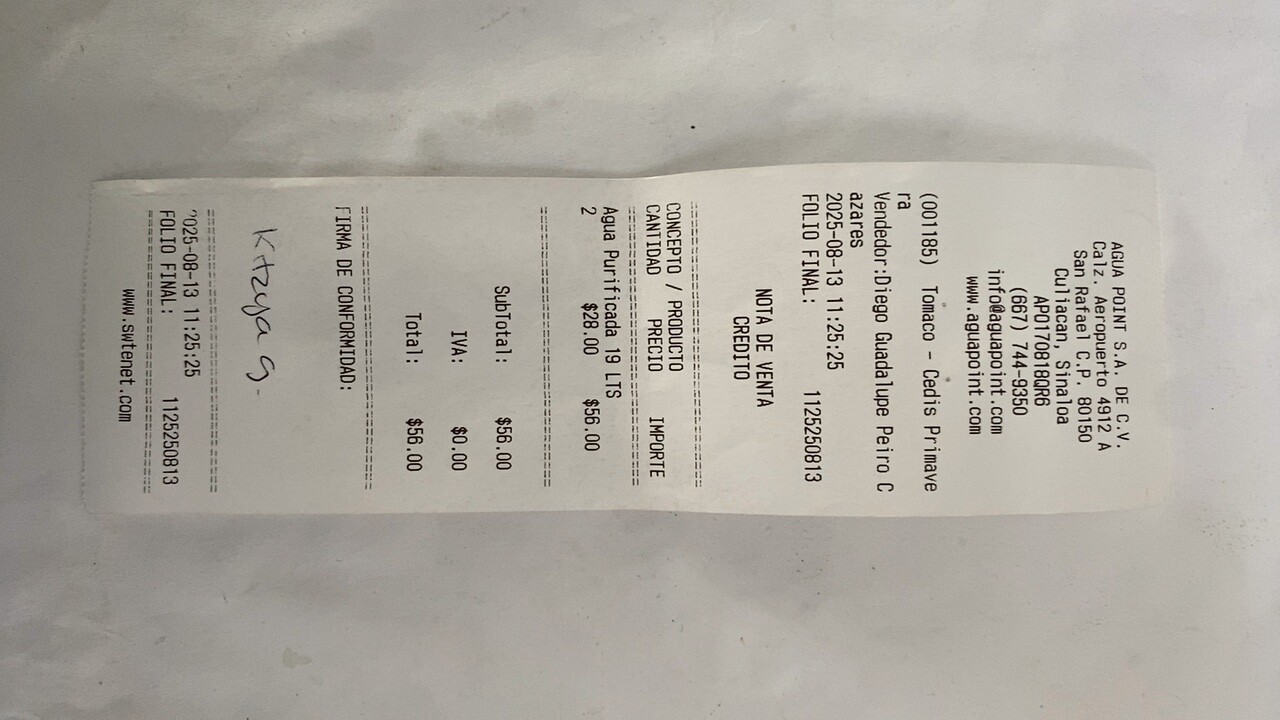 AGUA POINT S.A. DE C.V.
Calz. Aeropuerto 4912 A
San Rafael C.P. 80150
Culiacan, Sinaloa
APO170818QR6
(667) 744-9350
info@aguapoint.com
www.aguapoint.com
(001185) Tomaco - Cedis Primave
ra
Vendedor:Diego Guadalupe Peiro C
azares
2025-08-13 11:25:25
FOLIO FINAL: 1125250813
NOTA DE VENTA
CREDITO
CONCEPTO / PRODUCTO
CANTIDAD PRECIO IMPORTE
Agua Purificada 19 LTS
2 $28.00 $56.00
SubTotal: $56.00
IVA: $0.00
Total: $56.00
FIRMA DE CONFORMIDAD:
Kitzya G.
2025-08-13 11:25:25
FOLIO FINAL: 1125250813
www.swtenet.com